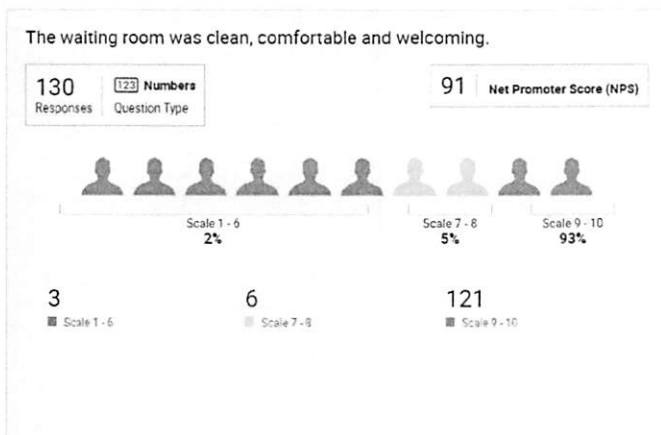 The waiting room was clean, comfortable and welcoming.
130
Responses
123 Numbers
Question Type
91 Net Promoter Score (NPS)
Scale 1 - 6
2%
Scale 7 - 8
5%
Scale 9 - 10
93%
3
Scale 1 - 6
6
Scale 7 - 8
121
Scale 9 - 10